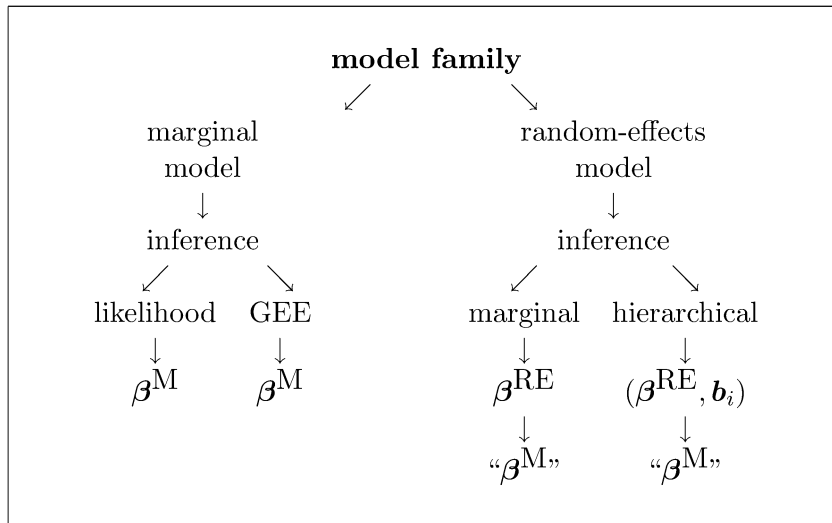 model family
marginal random-effects
model model
↓ ↓
inference inference
likelihood GEE marginal hierarchical
↓ ↓ ↓ ↓
β^M β^M β^RE (β^RE, b_i)
↓ ↓
“β^M” “β^M”